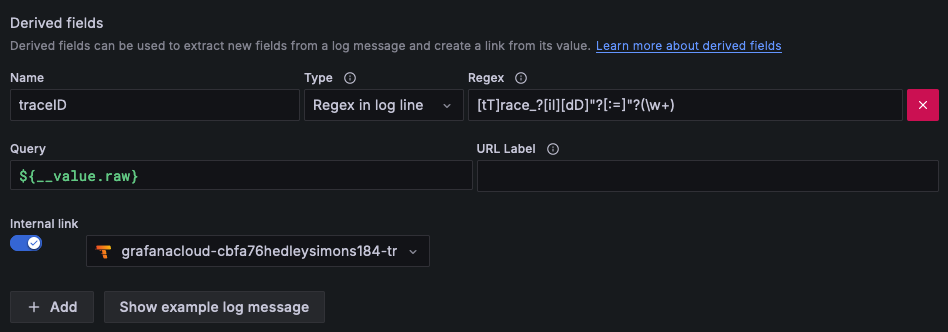 Derived fields
Derived fields can be used to extract new fields from a log message and create a link from its value. Learn more about derived fields
Name Type Regex
traceID Regex in log line [tT]race_?[iI][dD]"?[:=]"?(\w+)
Query URL Label
${__value.raw}
Internal link
grafanacloud-cbfa76hedleysimons184-tr
+ Add Show example log message